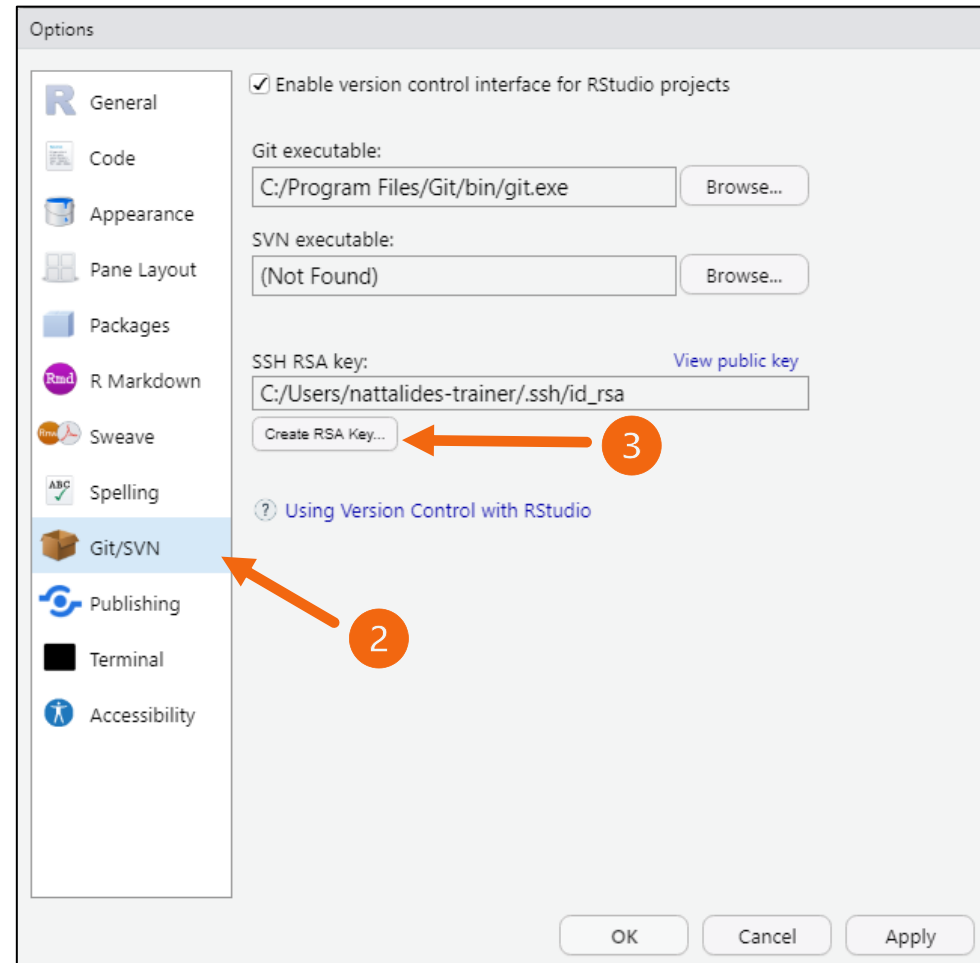 Options
General
Code
Appearance
Pane Layout
Packages
Rmd
R Markdown
Sweave
ABC
Spelling
Git/SVN
Publishing
Terminal
Accessibility
Enable version control interface for RStudio projects
Git executable:
C:/Program Files/Git/bin/git.exe
Browse...
SVN executable:
(Not Found)
Browse...
SSH RSA key:
View public key
C:/Users/nattalides-trainer/.ssh/id_rsa
Create RSA Key...
3
? Using Version Control with RStudio
2
OK
Cancel
Apply